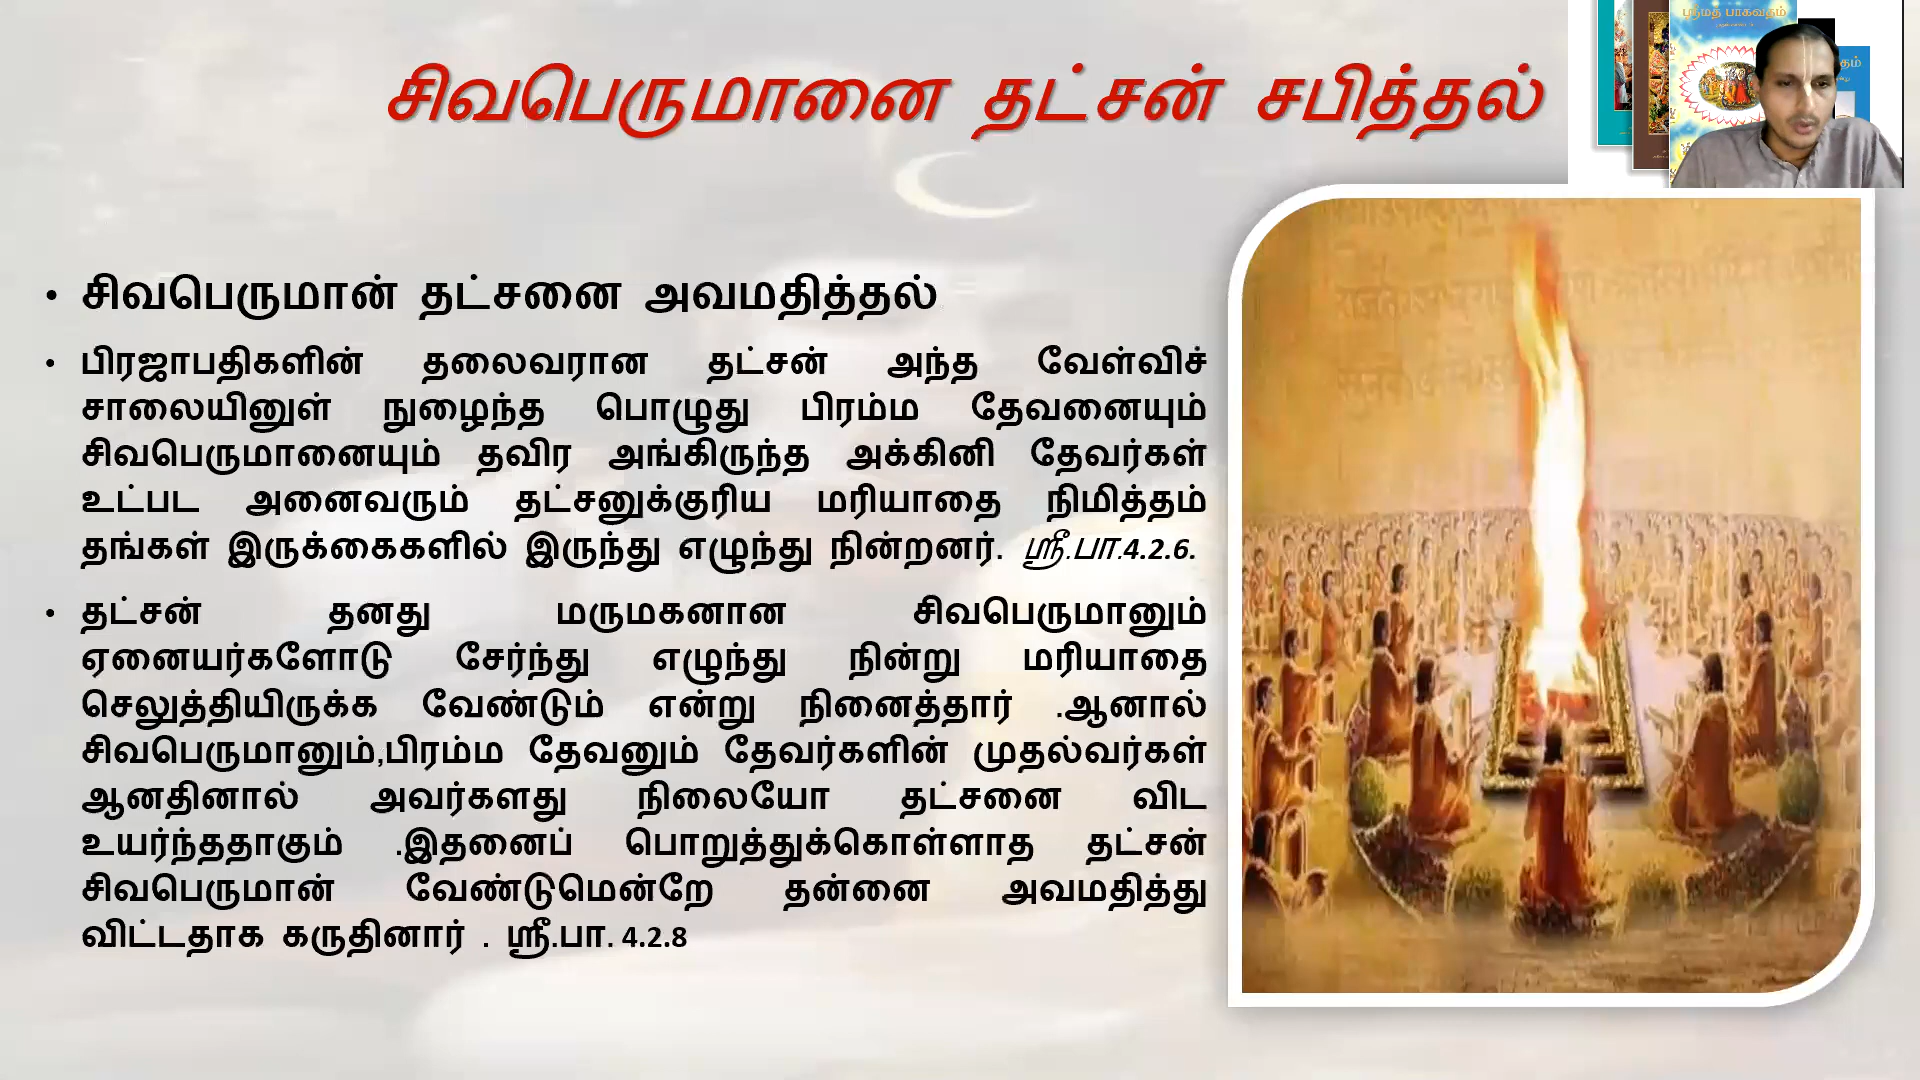 சிவபெருமானை தட்சன் சபித்தல்
ஸ்ரீமத் பாகவதம்
• சிவபெருமான் தட்சனை அவமதித்தல்
• பிரஜாபதிகளின் தலைவரான தட்சன் அந்த வேள்விச்
சாலையினுள் நுழைந்த பொழுது பிரம்ம தேவனையும்
சிவபெருமானையும் தவிர அங்கிருந்த அக்கினி தேவர்கள்
உட்பட அனைவரும் தட்சனுக்குரிய மரியாதை நிமித்தம்
தங்கள் இருக்கைகளில் இருந்து எழுந்து நின்றனர். ஸ்ரீ.பா.4.2.6.
• தட்சன் தனது மருமகனான சிவபெருமானும்
ஏனையர்களோடு சேர்ந்து எழுந்து நின்று மரியாதை
செலுத்தியிருக்க வேண்டும் என்று நினைத்தார் .ஆனால்
சிவபெருமானும்,பிரம்ம தேவனும் தேவர்களின் முதல்வர்கள்
ஆனதினால் அவர்களது நிலையோ தட்சனை விட
உயர்ந்ததாகும் .இதனைப் பொறுத்துக்கொள்ளாத தட்சன்
சிவபெருமான் வேண்டுமென்றே தன்னை அவமதித்து
விட்டதாக கருதினார் . ஸ்ரீ.பா. 4.2.8